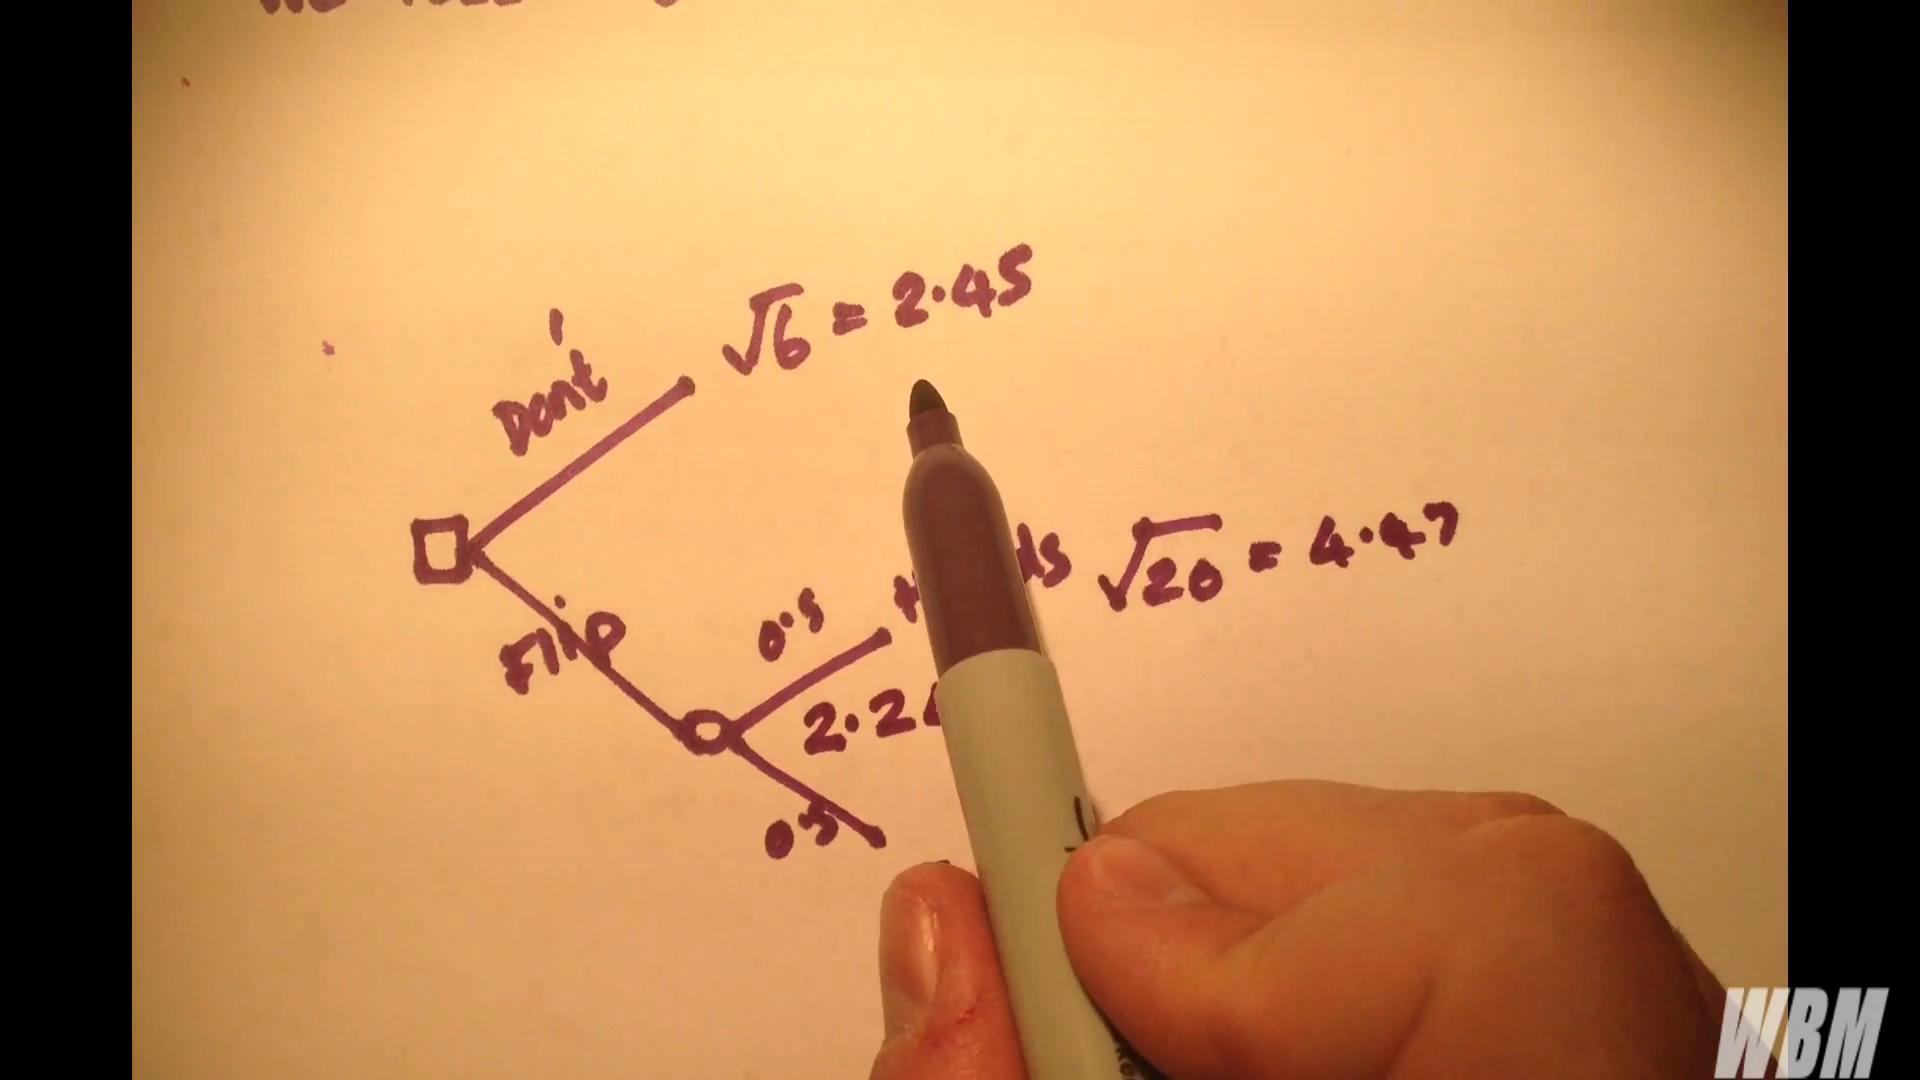 Don't
√6 = 2.45
Flip
0.5
√20 = 4.47
2.2
0.5
WBM